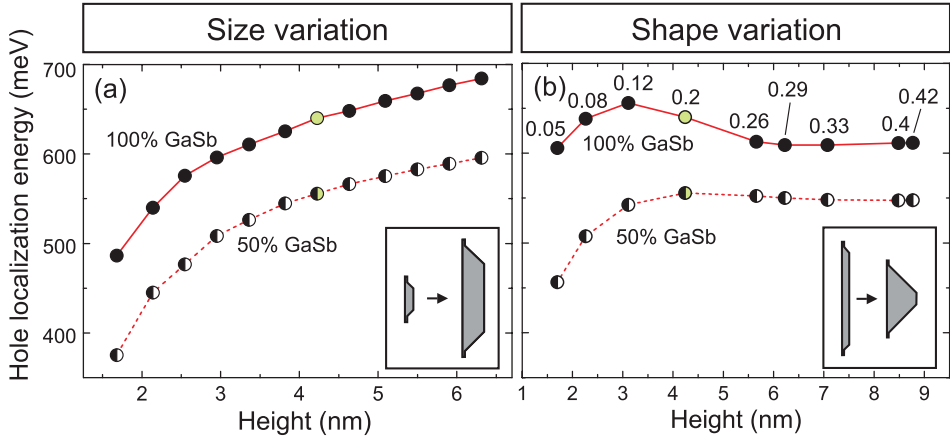 Size variation
Shape variation
Hole localization energy (meV)
700
600
500
400
(a)
100% GaSb
50% GaSb
2
3
4
5
6
Height (nm)
(b)
0.05
0.08
0.12
0.2
0.26
0.29
0.33
0.4
0.42
100% GaSb
50% GaSb
1
2
3
4
5
6
7
8
9
Height (nm)